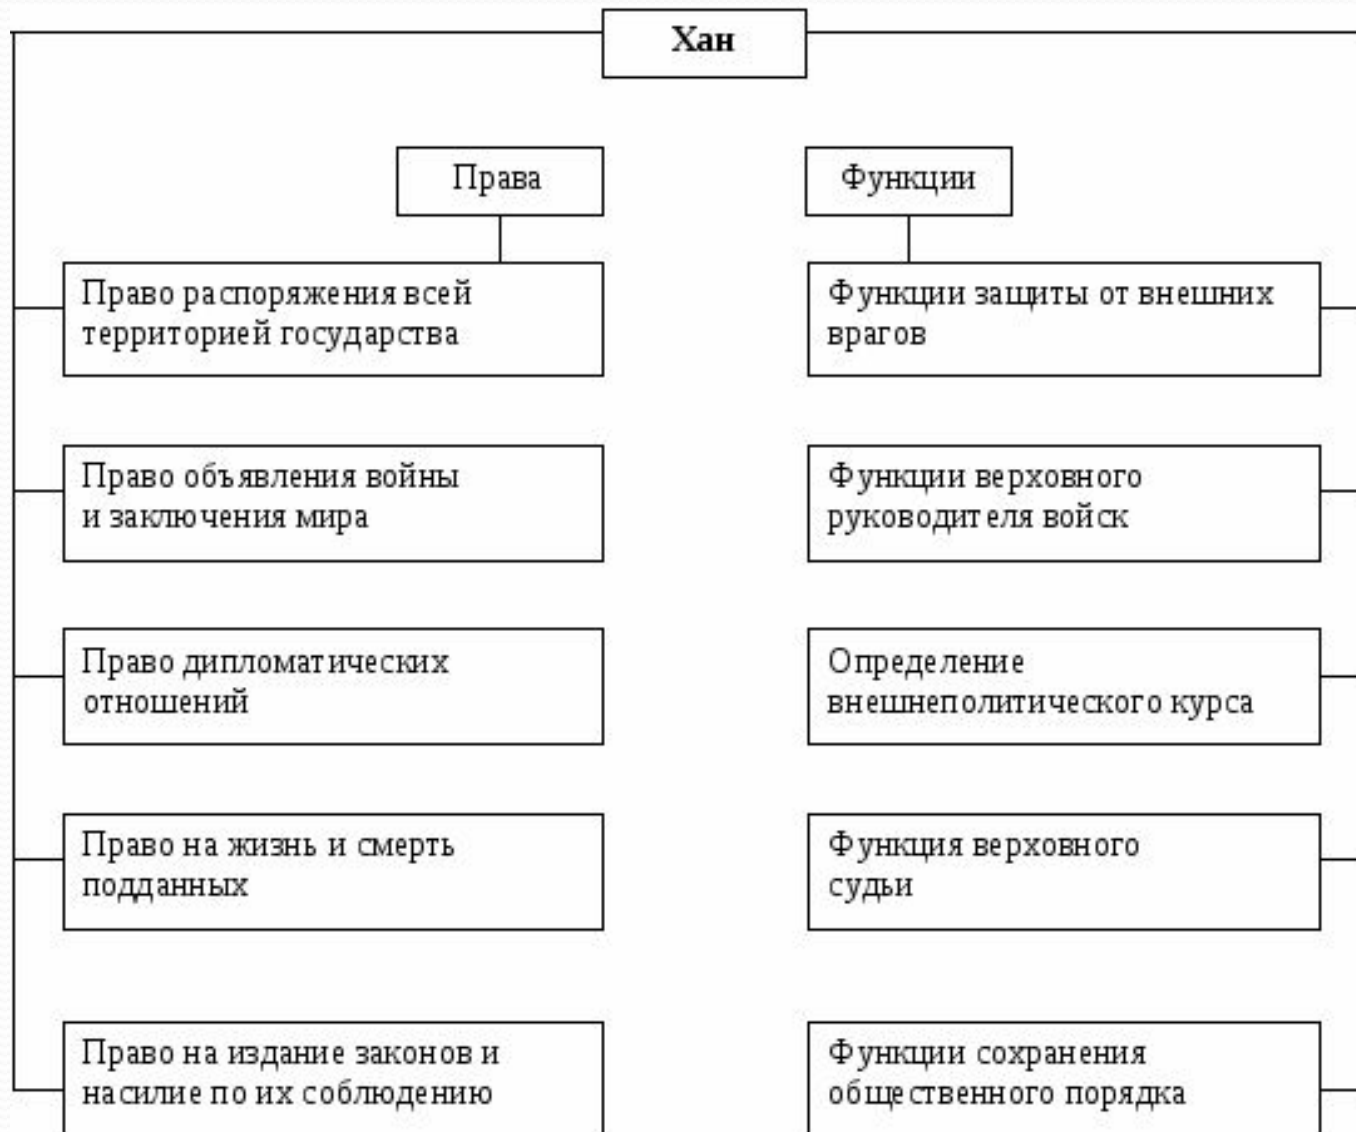 Хан
Права
Функции
Право распоряжения всей
территорией государства
Функции защиты от внешних
врагов
Право объявления войны
и заключения мира
Функции верховного
руководителя войск
Право дипломатических
отношений
Определение
внешнеполитического курса
Право на жизнь и смерть
подданных
Функция верховного
судьи
Право на издание законов и
насилие по их соблюдению
Функции сохранения
общественного порядка